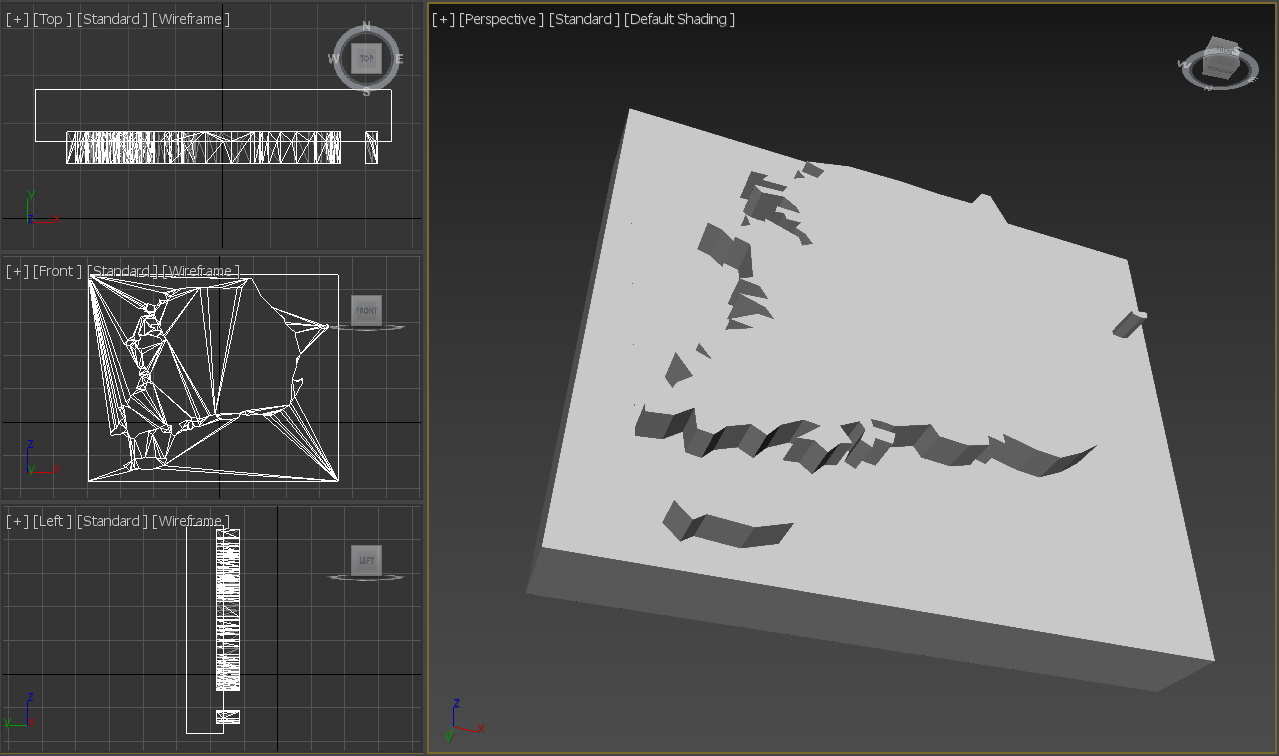 [+] [Top ] [Standard ] [Wireframe ]
N
W TOP E
S
y
z x
[+] [Front ] [Standard ] [Wireframe ]
FRONT
z
y x
[+] [Left ] [Standard ] [Wireframe ]
LEFT
z
y x
[+] [Perspective ] [Standard ] [Default Shading ]
S
W E
N
z
x
y